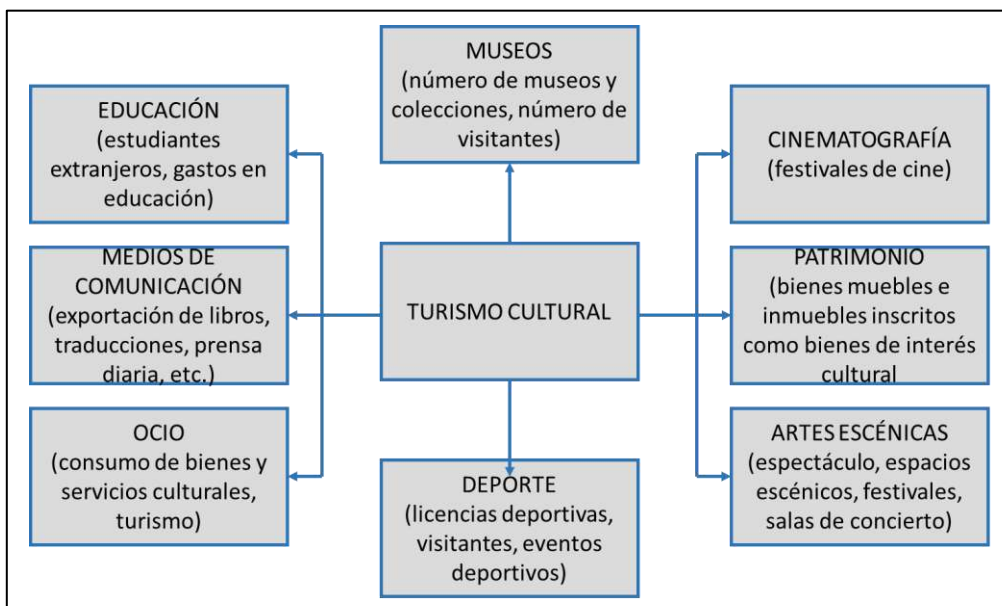 MUSEOS
(número de museos y
colecciones, número de
visitantes)
EDUCACIÓN
(estudiantes
extranjeros, gastos en
educación)
CINEMATOGRAFÍA
(festivales de cine)
MEDIOS DE
COMUNICACIÓN
(exportación de libros,
traducciones, prensa
diaria, etc.)
TURISMO CULTURAL
PATRIMONIO
(bienes muebles e
inmuebles inscritos
como bienes de interés
cultural
OCIO
(consumo de bienes y
servicios culturales,
turismo)
DEPORTE
(licencias deportivas,
visitantes, eventos
deportivos)
ARTES ESCÉNICAS
(espectáculo, espacios
escénicos, festivales,
salas de concierto)